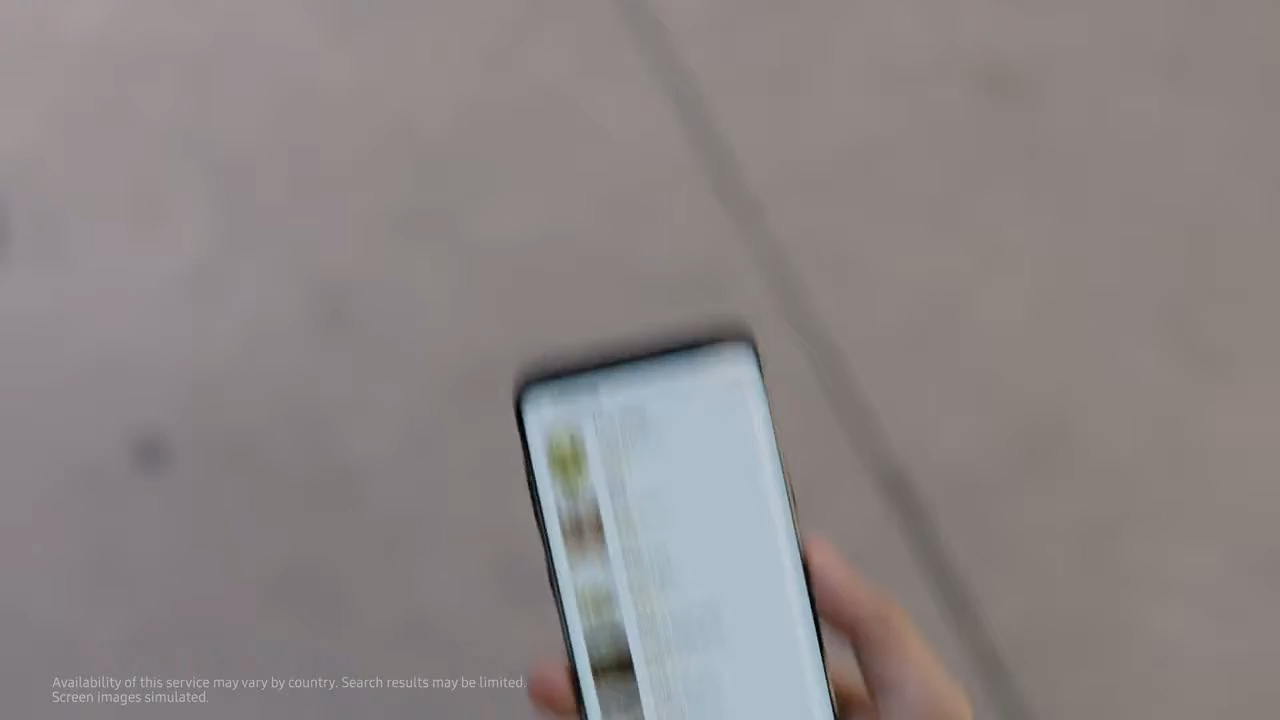 Availability of this service may vary by country. Search results may be limited.
Screen images simulated.